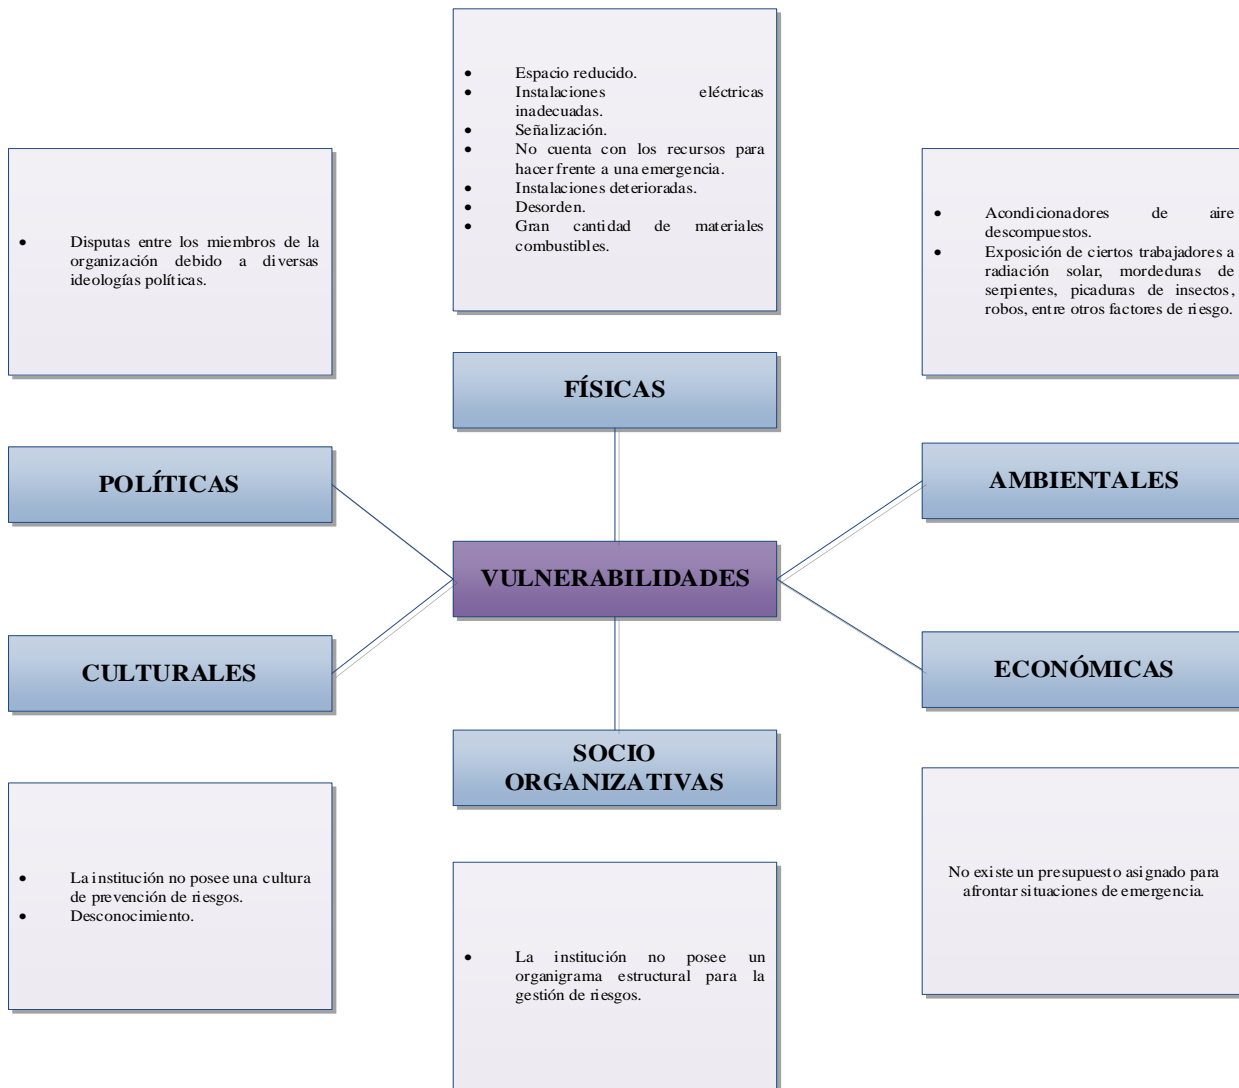 • Espacio reducido.
• Instalaciones eléctricas
inadecuadas.
• Señalización.
• No cuenta con los recursos para
hacer frente a una emergencia.
• Instalaciones deterioradas.
• Desorden.
• Gran cantidad de materiales
combustibles.
• Disputas entre los miembros de la
organización debido a diversas
ideologías políticas.
• Acondicionadores de aire
descompuestos.
• Exposición de ciertos trabajadores a
radiación solar, mordeduras de
serpientes, picaduras de insectos,
robos, entre otros factores de riesgo.
FÍSICAS
POLÍTICAS
AMBIENTALES
VULNERABILIDADES
CULTURALES
ECONÓMICAS
SOCIO
ORGANIZATIVAS
• La institución no posee una cultura
de prevención de riesgos.
• Desconocimiento.
• La institución no posee un
organigrama estructural para la
gestión de riesgos.
No existe un presupuesto asignado para
afrontar situaciones de emergencia.